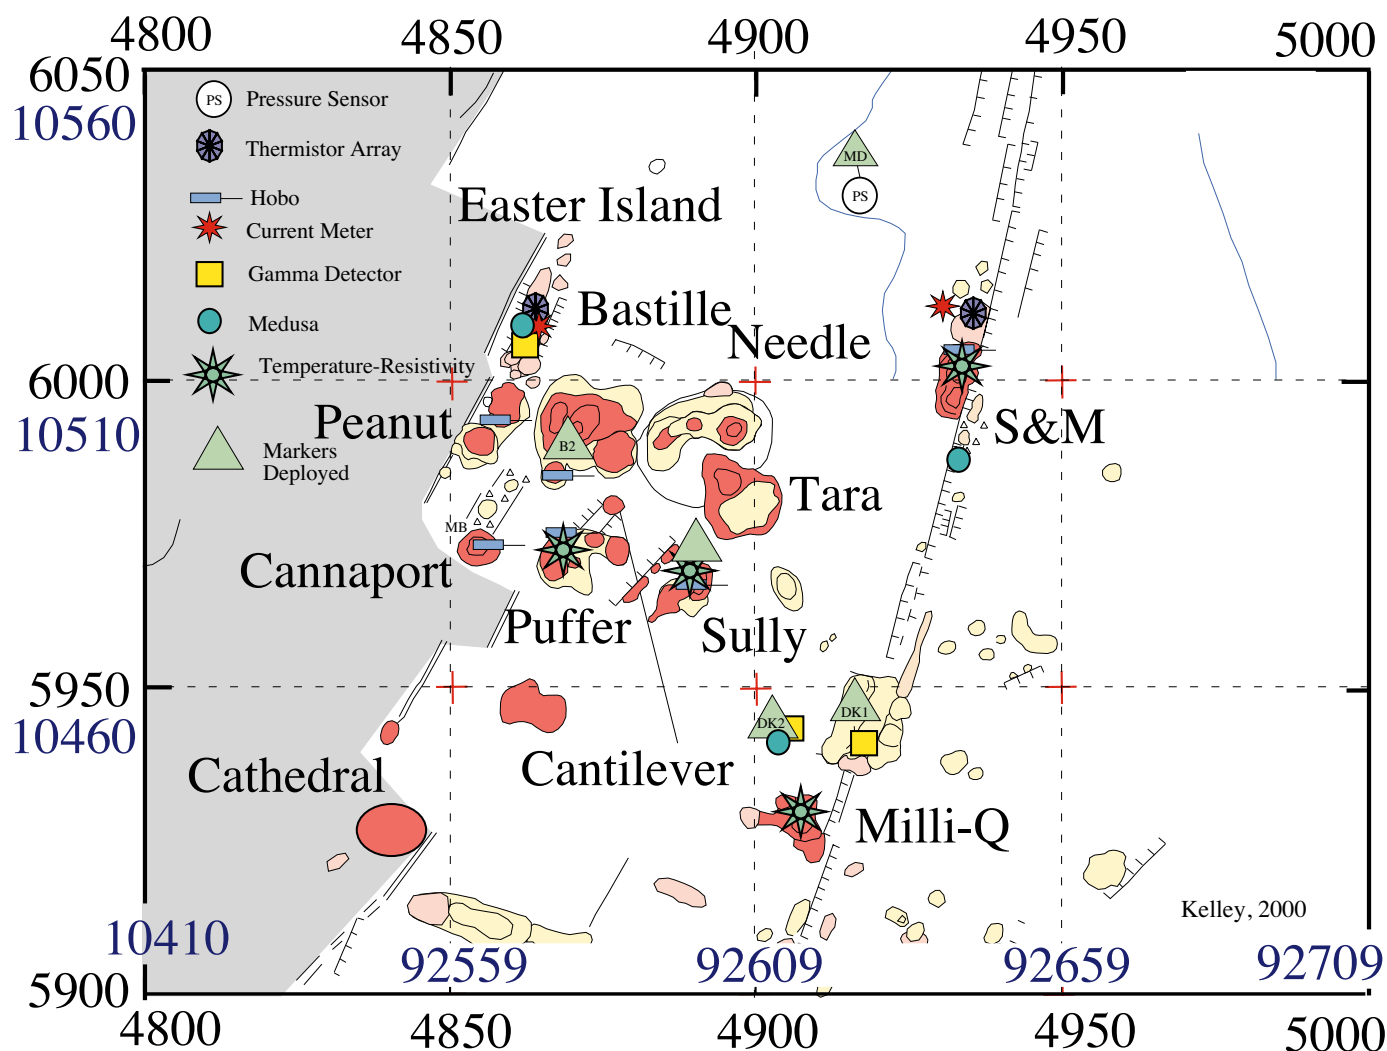 4800 4850 4900 4950 5000
6050
10560
PS Pressure Sensor
Thermistor Array
Hobo
Current Meter
Gamma Detector
Medusa
Temperature-Resistivity
Markers
Deployed
MD
PS
Easter Island
Bastille
Needle
6000
10510
Peanut
S&M
B2
Tara
MB
Cannaport
Puffer
Sully
5950
10460
DK2
DK1
Cathedral
Cantilever
Milli-Q
Kelley, 2000
10410
92559 92609 92659 92709
5900
4800 4850 4900 4950 5000